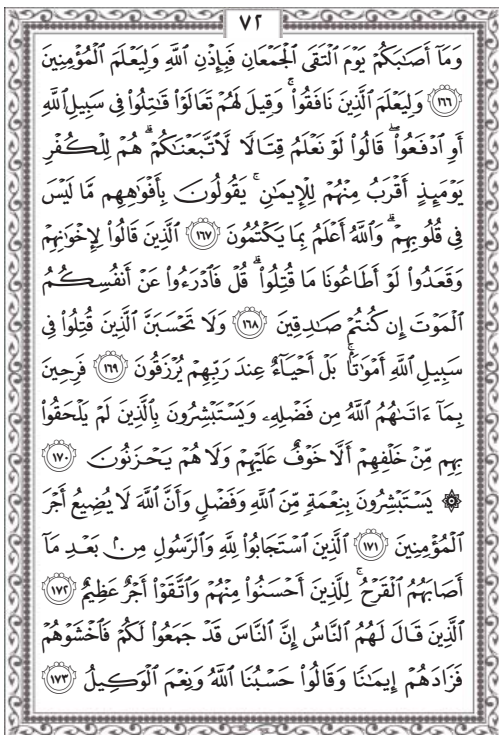 ٧٢
وَمَآ أَصَٰبَكُمۡ يَوۡمَ ٱلۡتَقَى ٱلۡجَمۡعَانِ فَبِإِذۡنِ ٱللَّهِ وَلِيَعۡلَمَ ٱلۡمُؤۡمِنِينَ
١٦٦ وَلِيَعۡلَمَ ٱلَّذِينَ نَافَقُواْۚ وَقِيلَ لَهُمۡ تَعَالَوۡاْ قَٰتِلُواْ فِي سَبِيلِ ٱللَّهِ
أَوِ ٱدۡفَعُواْۖ قَالُواْ لَوۡ نَعۡلَمُ قِتَالٗا لَّٱتَّبَعۡنَٰكُمۡۗ هُمۡ لِلۡكُفۡرِ
يَوۡمَئِذٍ أَقۡرَبُ مِنۡهُمۡ لِلۡإِيمَٰنِۚ يَقُولُونَ بِأَفۡوَٰهِهِم مَّا لَيۡسَ
فِي قُلُوبِهِمۡۗ وَٱللَّهُ أَعۡلَمُ بِمَا يَكۡتُمُونَ ١٦٧ ٱلَّذِينَ قَالُواْ لِإِخۡوَٰنِهِمۡ
وَقَعَدُواْ لَوۡ أَطَاعُونَا مَا قُتِلُواْۗ قُلۡ فَٱدۡرَءُواْ عَنۡ أَنفُسِكُمُ
ٱلۡمَوۡتَ إِن كُنتُمۡ صَٰدِقِينَ ١٦٨ وَلَا تَحۡسَبَنَّ ٱلَّذِينَ قُتِلُواْ فِي
سَبِيلِ ٱللَّهِ أَمۡوَٰتَۢاۚ بَلۡ أَحۡيَآءٌ عِندَ رَبِّهِمۡ يُرۡزَقُونَ ١٦٩ فَرِحِينَ
بِمَآ ءَاتَىٰهُمُ ٱللَّهُ مِن فَضۡلِهِۦ وَيَسۡتَبۡشِرُونَ بِٱلَّذِينَ لَمۡ يَلۡحَقُواْ
بِهِم مِّنۡ خَلۡفِهِمۡ أَلَّا خَوۡفٌ عَلَيۡهِمۡ وَلَا هُمۡ يَحۡزَنُونَ ١٧٠
۞ يَسۡتَبۡشِرُونَ بِنِعۡمَةٖ مِّنَ ٱللَّهِ وَفَضۡلٖ وَأَنَّ ٱللَّهَ لَا يُضِيعُ أَجۡرَ
ٱلۡمُؤۡمِنِينَ ١٧١ ٱلَّذِينَ ٱسۡتَجَابُواْ لِلَّهِ وَٱلرَّسُولِ مِنۢ بَعۡدِ مَآ
أَصَابَهُمُ ٱلۡقَرۡحُۚ لِلَّذِينَ أَحۡسَنُواْ مِنۡهُمۡ وَٱتَّقَوۡاْ أَجۡرٌ عَظِيمٌ ١٧٢
ٱلَّذِينَ قَالَ لَهُمُ ٱلنَّاسُ إِنَّ ٱلنَّاسَ قَدۡ جَمَعُواْ لَكُمۡ فَٱخۡشَوۡهُمۡ
فَزَادَهُمۡ إِيمَٰنٗا وَقَالُواْ حَسۡبُنَا ٱللَّهُ وَنِعۡمَ ٱلۡوَكِيلُ ١٧٣